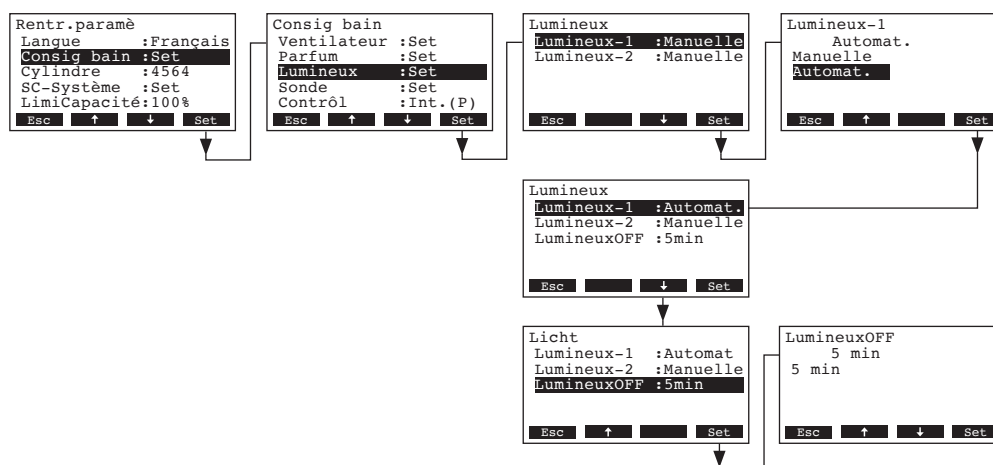 Rentr.paramè
Langue :Français
Consig bain :Set
Cylindre :4564
SC-Système :Set
LimiCapacité:100%
Esc ↑ ↓ Set
Consig bain
Ventilateur :Set
Parfum :Set
Lumineux :Set
Sonde :Set
Contrôl :Int.(P)
Esc ↑ ↓ Set
Lumineux
Lumineux-1 :Manuelle
Lumineux-2 :Manuelle
Esc ↓ Set
Lumineux-1
Automat.
Manuelle
Automat.
Esc ↑ Set
Lumineux
Lumineux-1 :Automat.
Lumineux-2 :Manuelle
LumineuxOFF :5min
Esc ↓ Set
Licht
Lumineux-1 :Automat
Lumineux-2 :Manuelle
LumineuxOFF :5min
Esc ↑ Set
LumineuxOFF
5 min
5 min
Esc ↑ ↓ Set